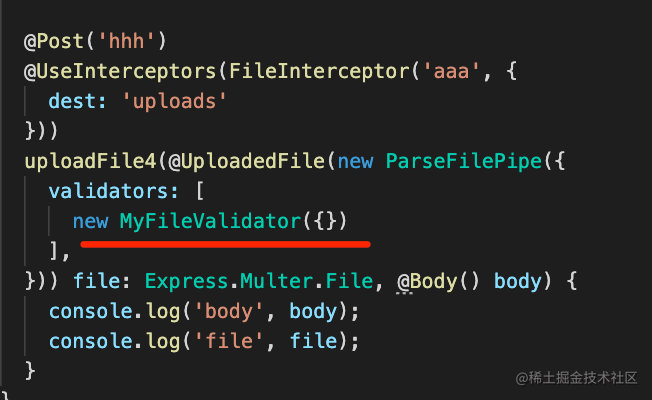 @Post('hhh')
@UseInterceptors(FileInterceptor('aaa', {
  dest: 'uploads'
}))
uploadFile4(@UploadedFile(new ParseFilePipe({
  validators: [
    new MyFileValidator({})
  ],
})) file: Express.Multer.File, @Body() body) {
  console.log('body', body);
  console.log('file', file);
}
@稀土掘金技术社区
}